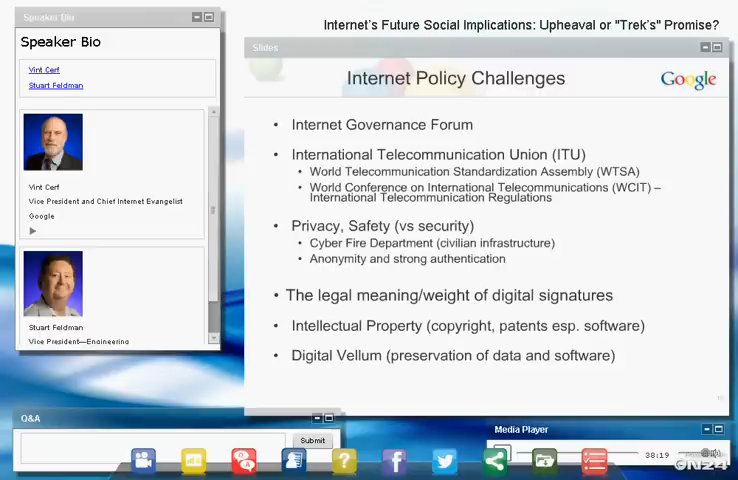 Internet's Future Social Implications: Upheaval or "Trek's" Promise?
Speaker Bio
Speaker Bio
Vint Cerf
Stuart Feldman
Vint Cerf
Vice President and Chief Internet Evangelist
Google
Stuart Feldman
Vice President—Engineering
Slides
Internet Policy Challenges
Google
• Internet Governance Forum
• International Telecommunication Union (ITU)
• World Telecommunication Standardization Assembly (WTSA)
• World Conference on International Telecommunications (WCIT) –
International Telecommunication Regulations
• Privacy, Safety (vs security)
• Cyber Fire Department (civilian infrastructure)
• Anonymity and strong authentication
• The legal meaning/weight of digital signatures
• Intellectual Property (copyright, patents esp. software)
• Digital Vellum (preservation of data and software)
Q&A
Submit
Media Player
38:19
ON24